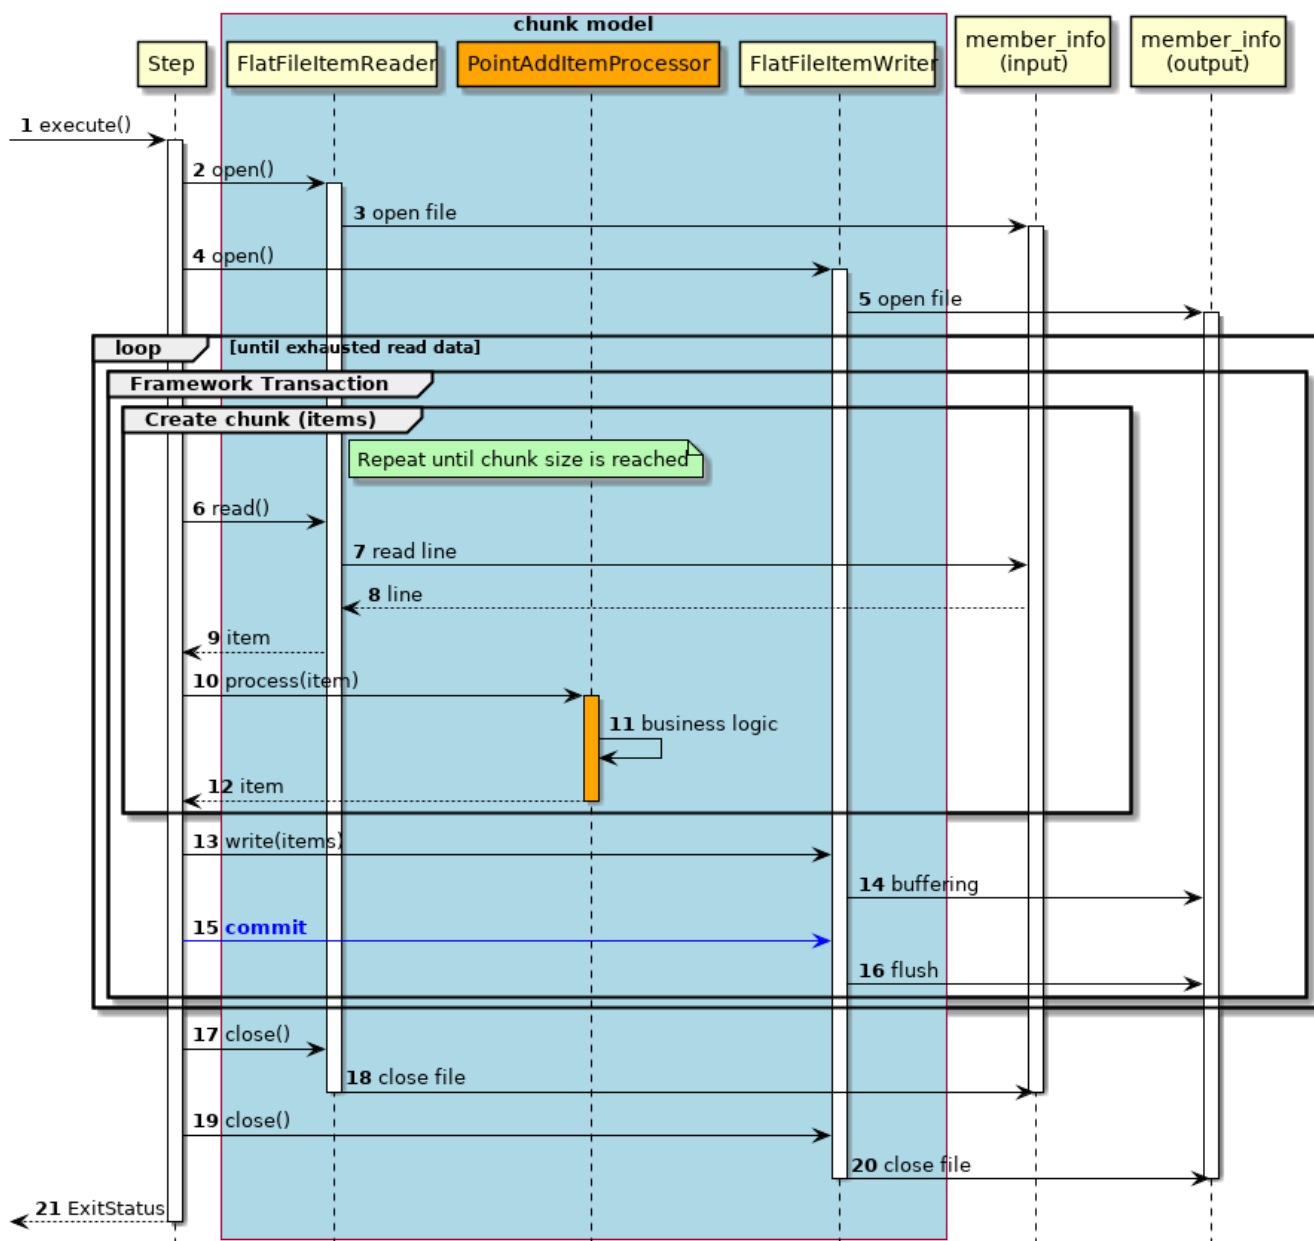 chunk model
Step
FlatFileItemReader
PointAddItemProcessor
FlatFileItemWriter
member_info
(input)
member_info
(output)
1 execute()
2 open()
3 open file
4 open()
5 open file
loop [until exhausted read data]
Framework Transaction
Create chunk (items)
Repeat until chunk size is reached
6 read()
7 read line
8 line
9 item
10 process(item)
11 business logic
12 item
13 write(items)
14 buffering
15 commit
16 flush
17 close()
18 close file
19 close()
20 close file
21 ExitStatus